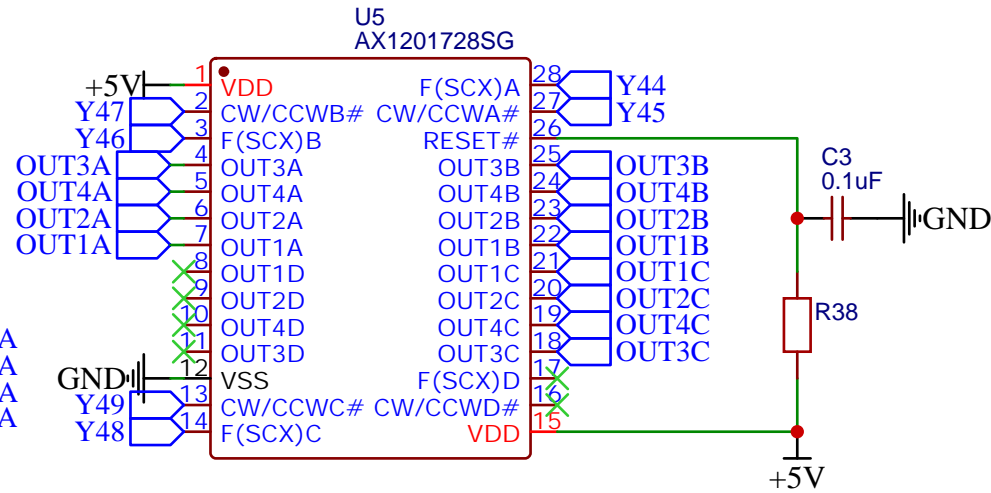 U5
AX1201728SG
+5V 1 VDD F(SCX)A 28 Y44
Y47 2 CW/CCWB# CW/CCWA# 27 Y45
Y46 3 F(SCX)B RESET# 26
OUT3A 4 OUT3A OUT3B 25 OUT3B
OUT4A 5 OUT4A OUT4B 24 OUT4B
OUT2A 6 OUT2A OUT2B 23 OUT2B
OUT1A 7 OUT1A OUT1B 22 OUT1B
8 OUT1D OUT1C 21 OUT1C
9 OUT2D OUT2C 20 OUT2C
10 OUT4D OUT4C 19 OUT4C
11 OUT3D OUT3C 18 OUT3C
GND 12 VSS F(SCX)D 17
Y49 13 CW/CCWC# CW/CCWD# 16
Y48 14 F(SCX)C VDD 15
C3
0.1uF
GND
R38
+5V
A
A
A
A